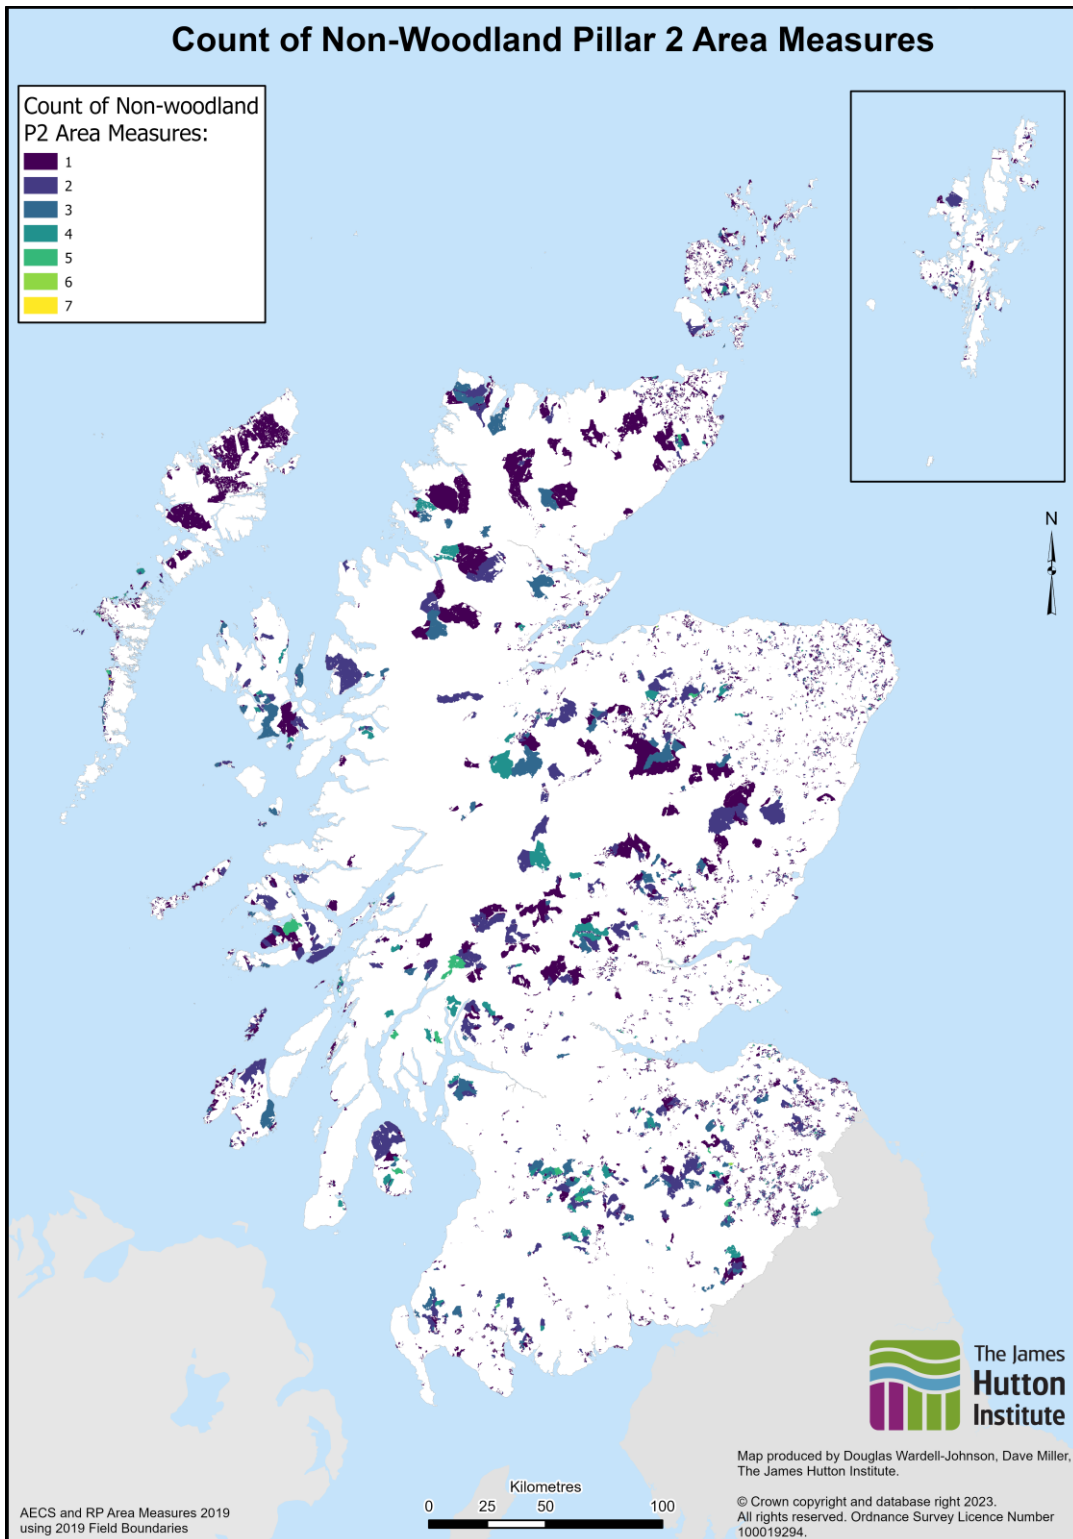 Count of Non-Woodland Pillar 2 Area Measures
Count of Non-woodland
P2 Area Measures:
1
2
3
4
5
6
7
N
The James
Hutton
Institute
Map produced by Douglas Wardell-Johnson, Dave Miller,
The James Hutton Institute.
© Crown copyright and database right 2023.
All rights reserved. Ordnance Survey Licence Number
100019294.
Kilometres
0 25 50 100
AECS and RP Area Measures 2019
using 2019 Field Boundaries